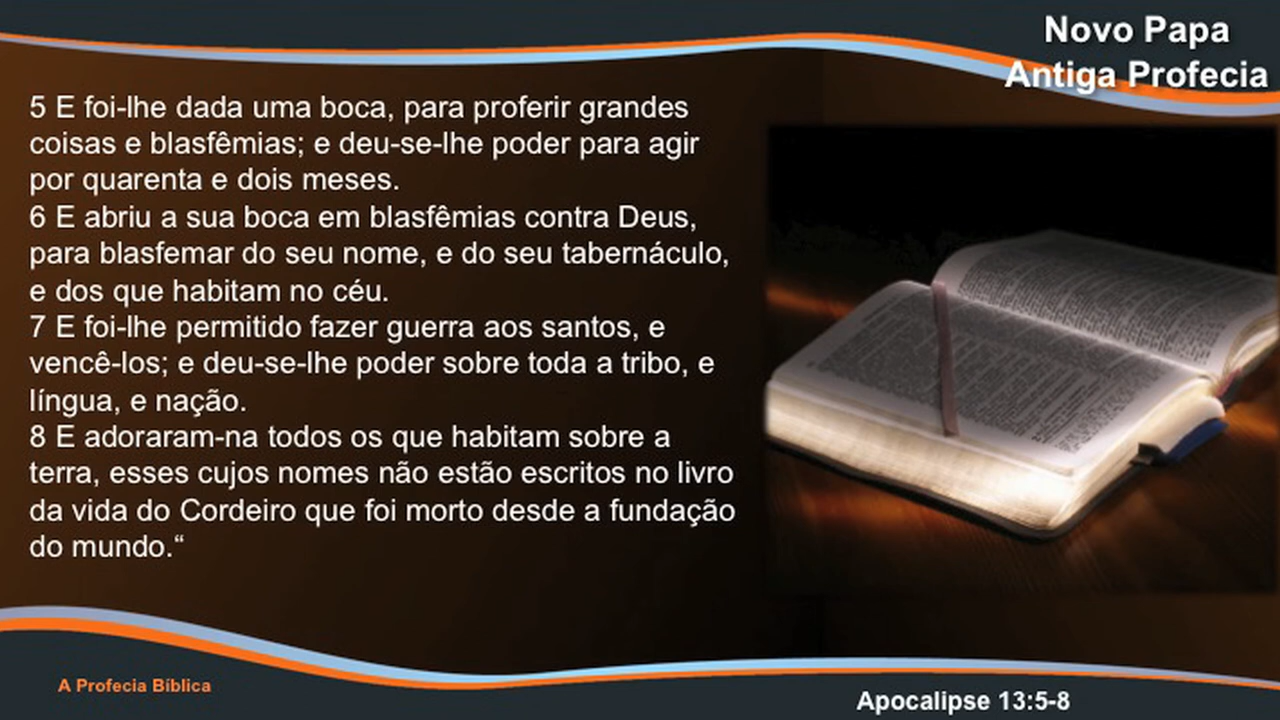 Novo Papa
Antiga Profecia
5 E foi-lhe dada uma boca, para proferir grandes
coisas e blasfêmias; e deu-se-lhe poder para agir
por quarenta e dois meses.
6 E abriu a sua boca em blasfêmias contra Deus,
para blasfemar do seu nome, e do seu tabernáculo,
e dos que habitam no céu.
7 E foi-lhe permitido fazer guerra aos santos, e
vencê-los; e deu-se-lhe poder sobre toda a tribo, e
língua, e nação.
8 E adoraram-na todos os que habitam sobre a
terra, esses cujos nomes não estão escritos no livro
da vida do Cordeiro que foi morto desde a fundação
do mundo.“
A Profecia Bíblica
Apocalipse 13:5-8